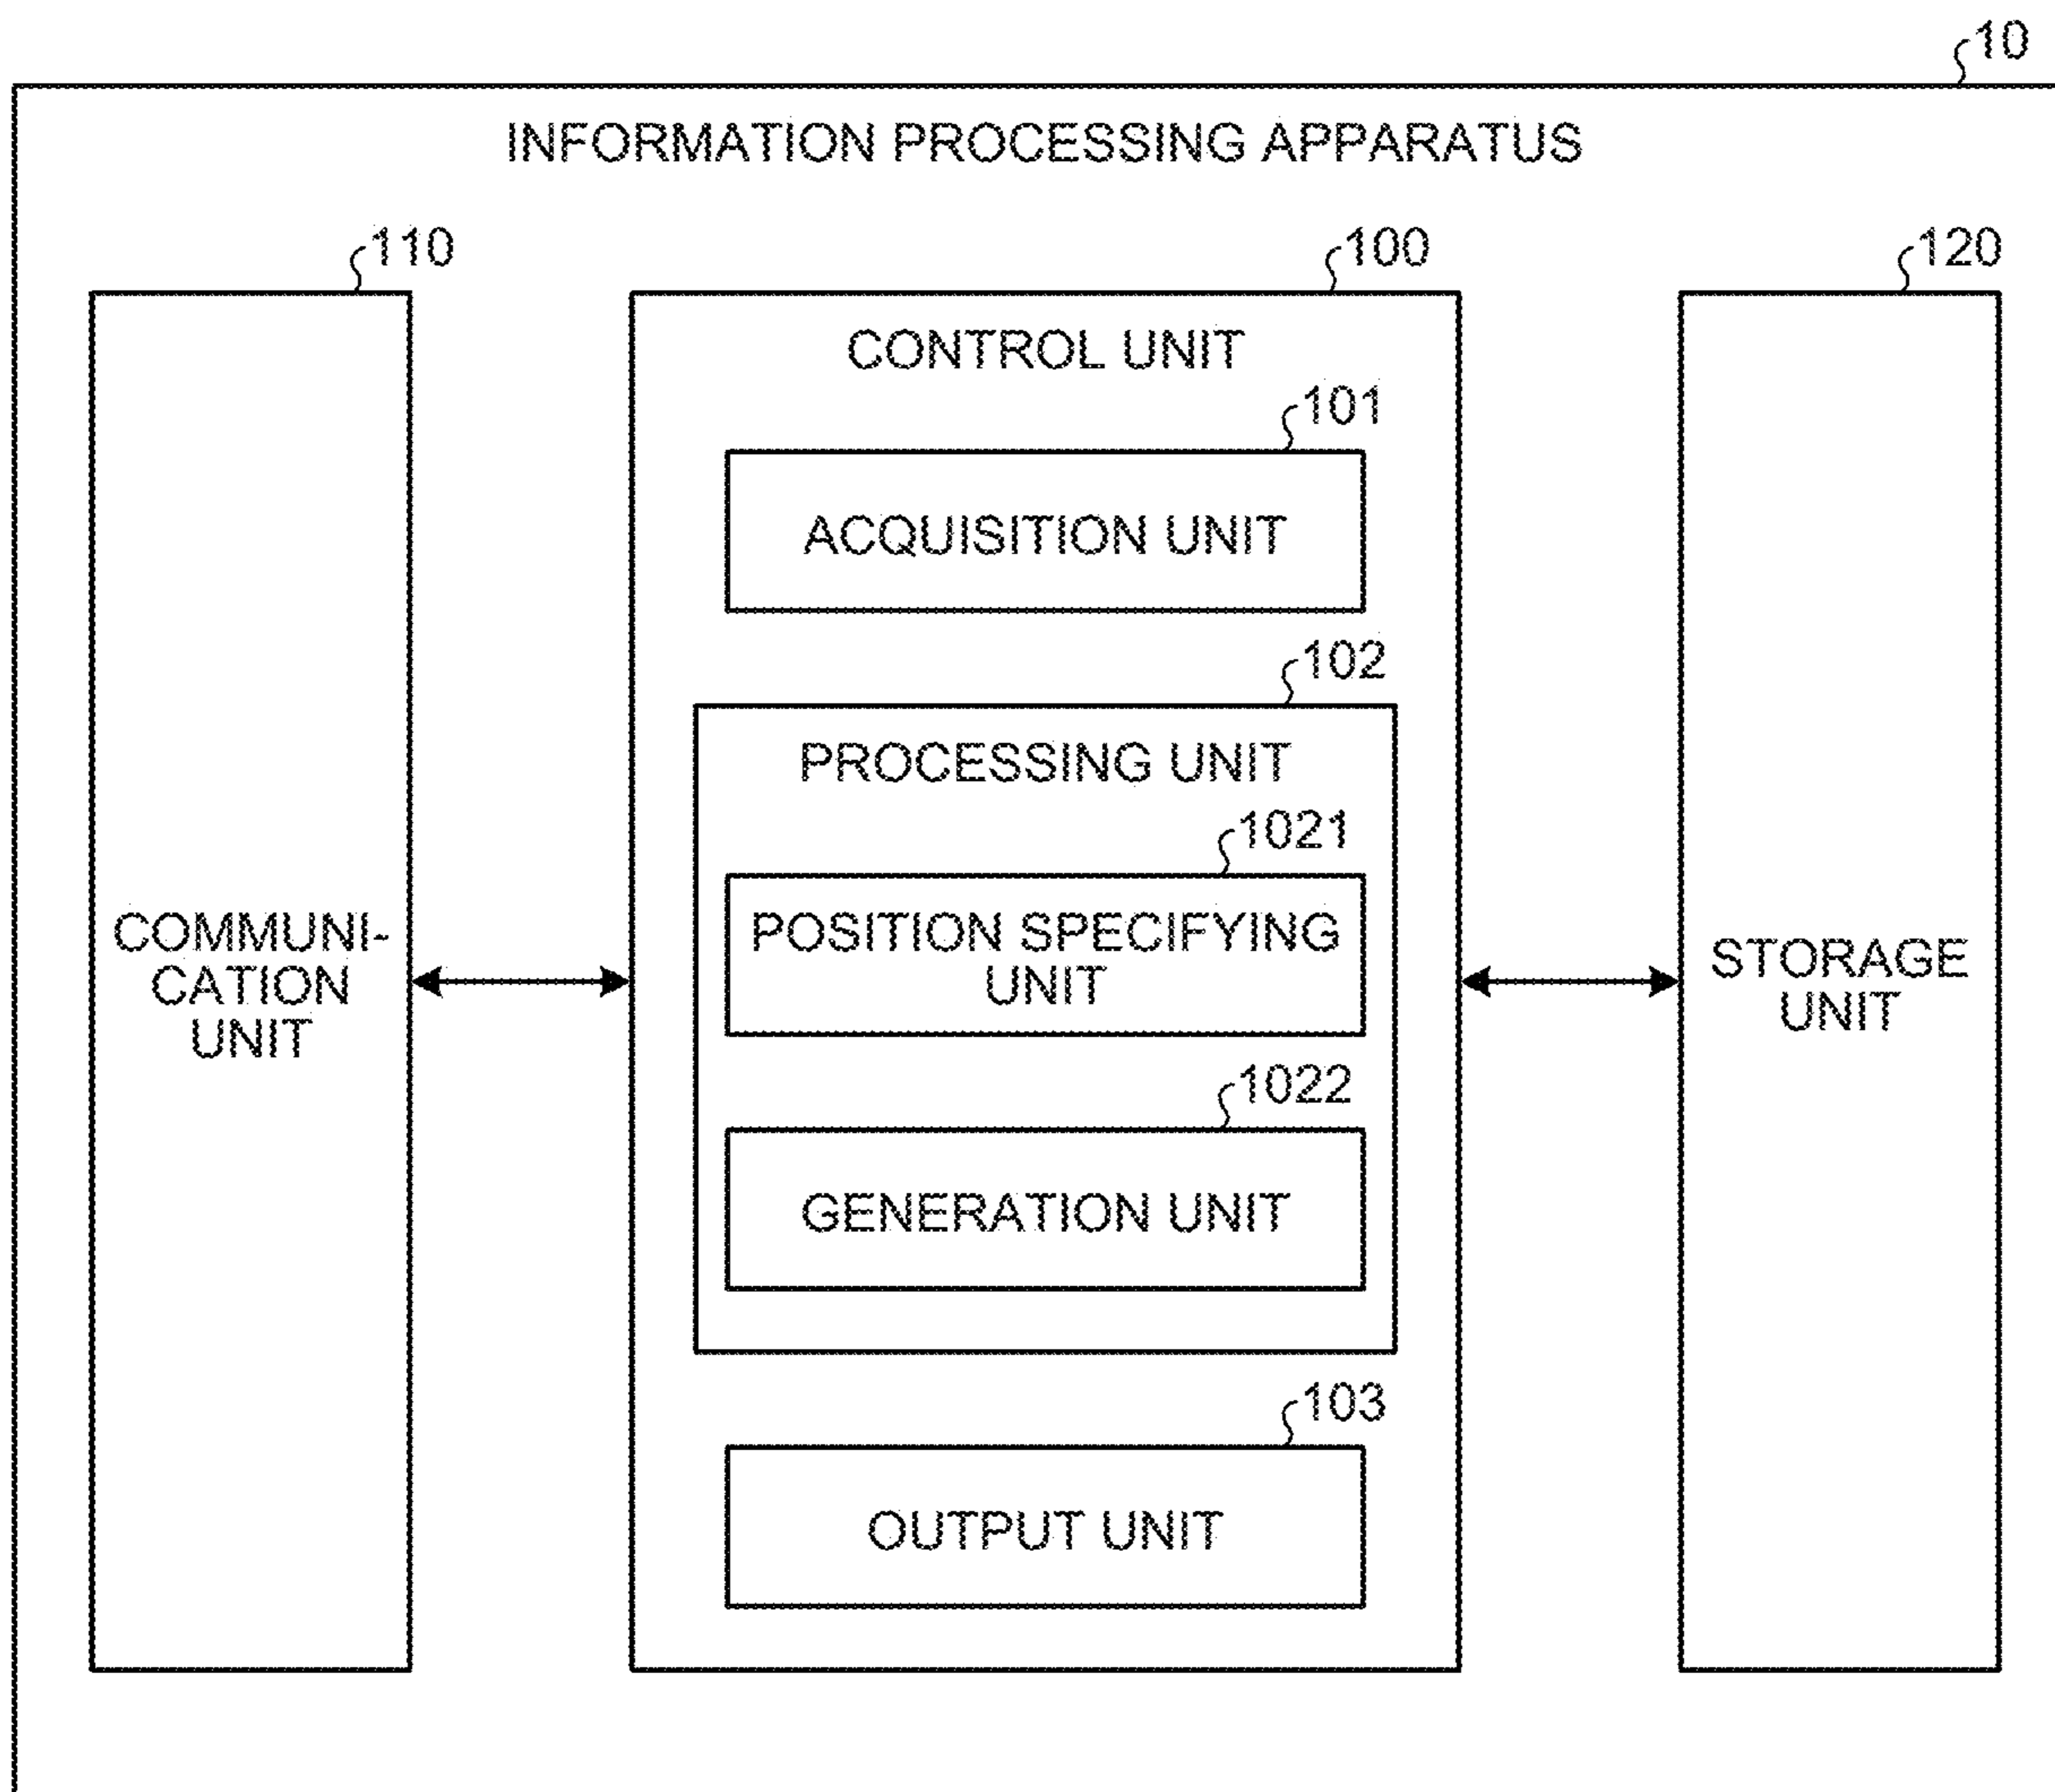 10
INFORMATION PROCESSING APPARATUS
110
100
120
CONTROL UNIT
101
ACQUISITION UNIT
102
PROCESSING UNIT
1021
POSITION SPECIFYING
UNIT
1022
GENERATION UNIT
103
OUTPUT UNIT
COMMUNI-
CATION
UNIT
STORAGE
UNIT